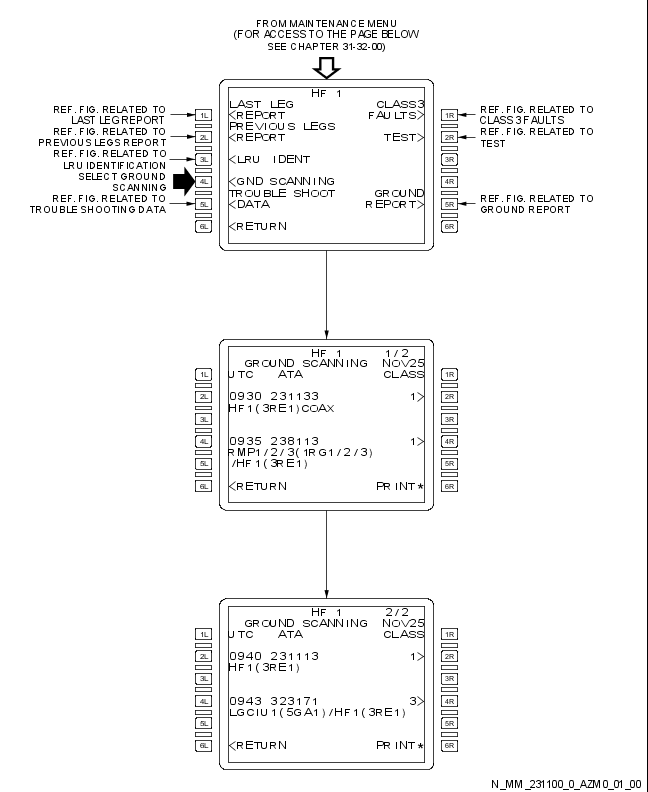 FROM MAINTENANCE MENU
(FOR ACCESS TO THE PAGE BELOW
SEE CHAPTER 31-32-00)
HF 1
LAST LEG CLASS3
REF. FIG. RELATED TO LAST LEG REPORT 1L <REPORT FAULTS> 1R REF. FIG. RELATED TO CLASS 3 FAULTS
PREVIOUS LEGS
REF. FIG. RELATED TO PREVIOUS LEGS REPORT 2L <REPORT TEST> 2R REF. FIG. RELATED TO TEST
REF. FIG. RELATED TO LRU IDENTIFICATION 3L <LRU IDENT 3R
SELECT GROUND SCANNING 4L <GND SCANNING 4R
TROUBLE SHOOT GROUND
REF. FIG. RELATED TO TROUBLE SHOOTING DATA 5L <DATA REPORT> 5R REF. FIG. RELATED TO GROUND REPORT
6L <RETURN 6R
HF 1 1/2
GROUND SCANNING NOV25
1L UTC ATA CLASS 1R
2L 0930 231133 1> 2R
HF1(3RE1)COAX
3L 3R
4L 0935 238113 1> 4R
RMP1/2/3(1RG1/2/3)
5L /HF1(3RE1) 5R
6L <RETURN PRINT* 6R
HF 1 2/2
GROUND SCANNING NOV25
1L UTC ATA CLASS 1R
2L 0940 231113 1> 2R
HF1(3RE1)
3L 3R
4L 0943 323171 3> 4R
LGCIU1(5GA1)/HF1(3RE1)
5L 5R
6L <RETURN PRINT* 6R
N_MM_231100_0_AZM0_01_00